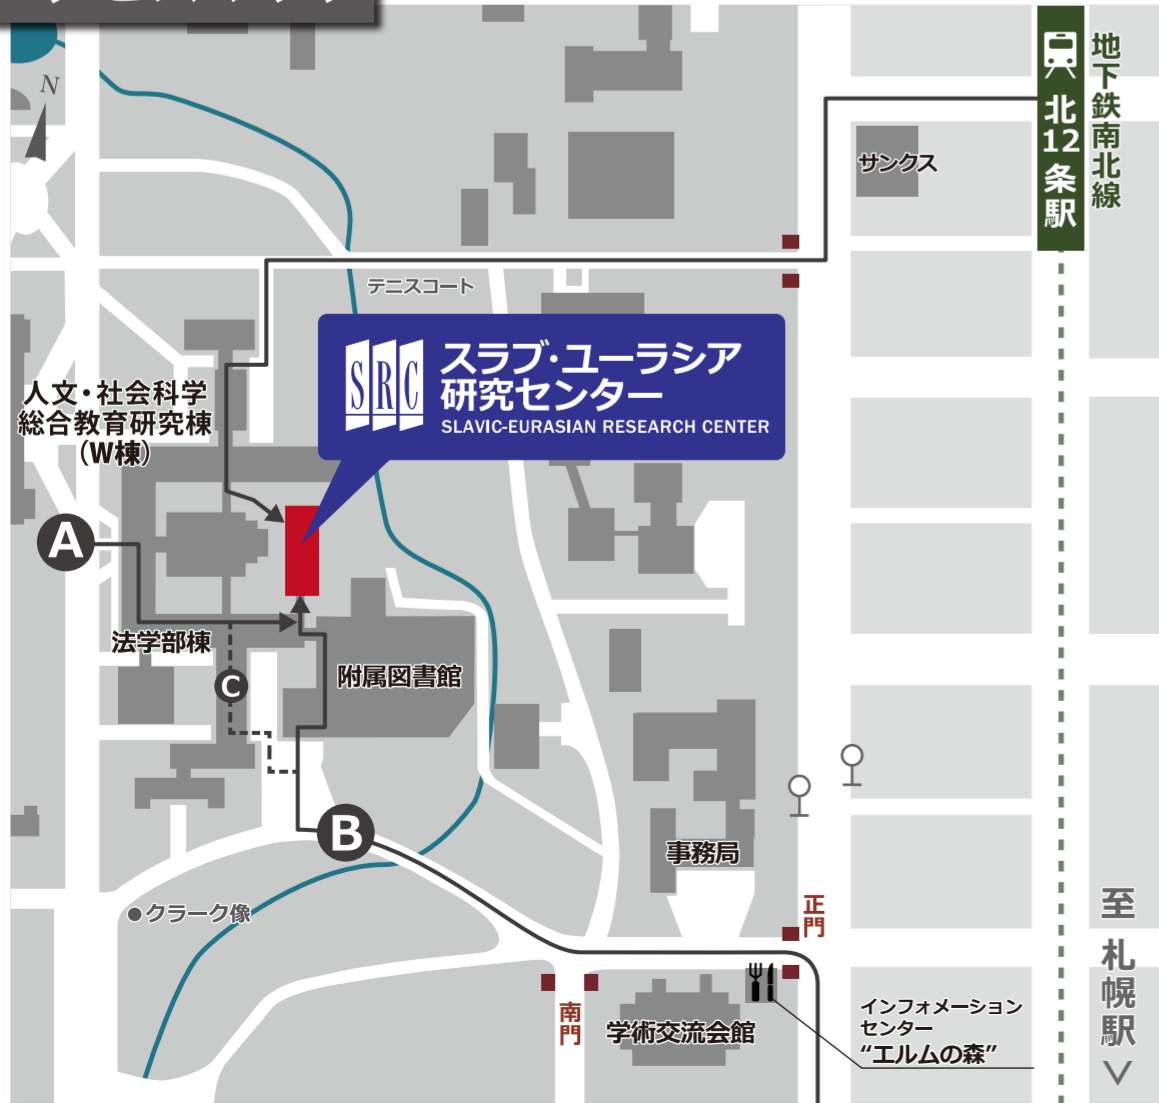 N
北12条駅
地下鉄南北線
サンクス
テニスコート
SRC
スラブ・ユーラシア
研究センター
SLAVIC-EURASIAN RESEARCH CENTER
人文・社会科学
総合教育研究棟
（W棟）
A
法学部棟
C
附属図書館
B
事務局
クラーク像
正門
南門
学術交流会館
インフォメーション
センター
“エルムの森”
至 札幌駅